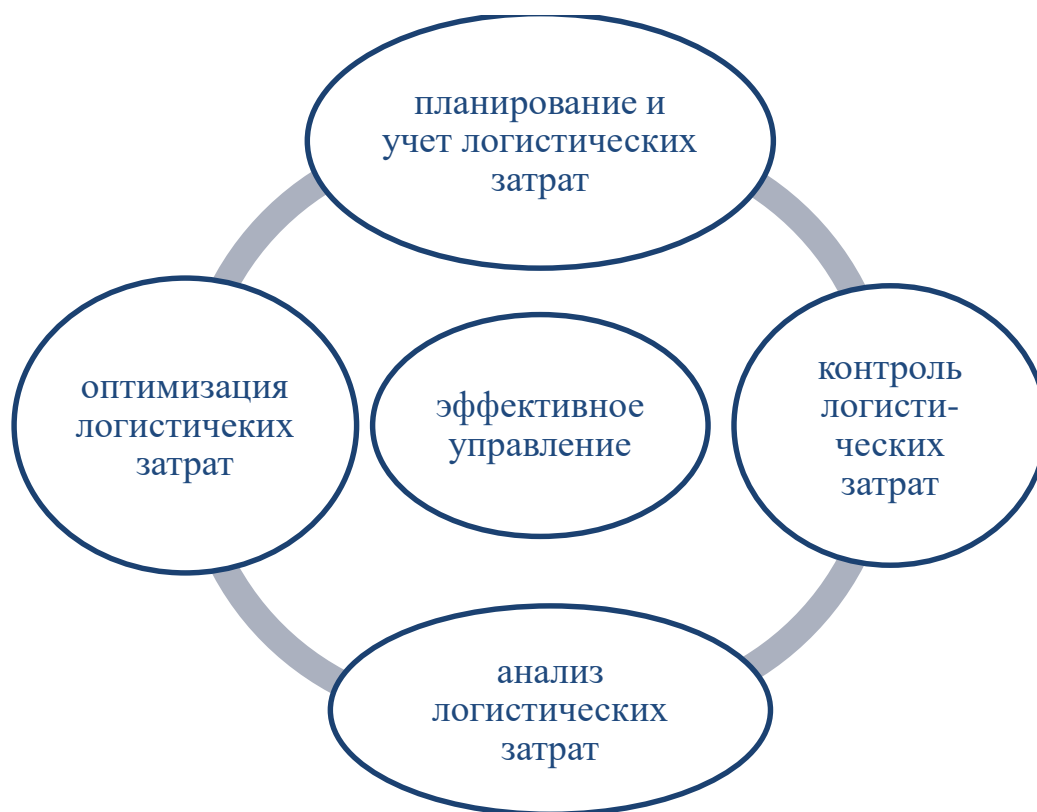 планирование и
учет логистических
затрат
оптимизация
логистичеких
затрат
эффективное
управление
контроль
логисти-
ческих
затрат
анализ
логистических
затрат